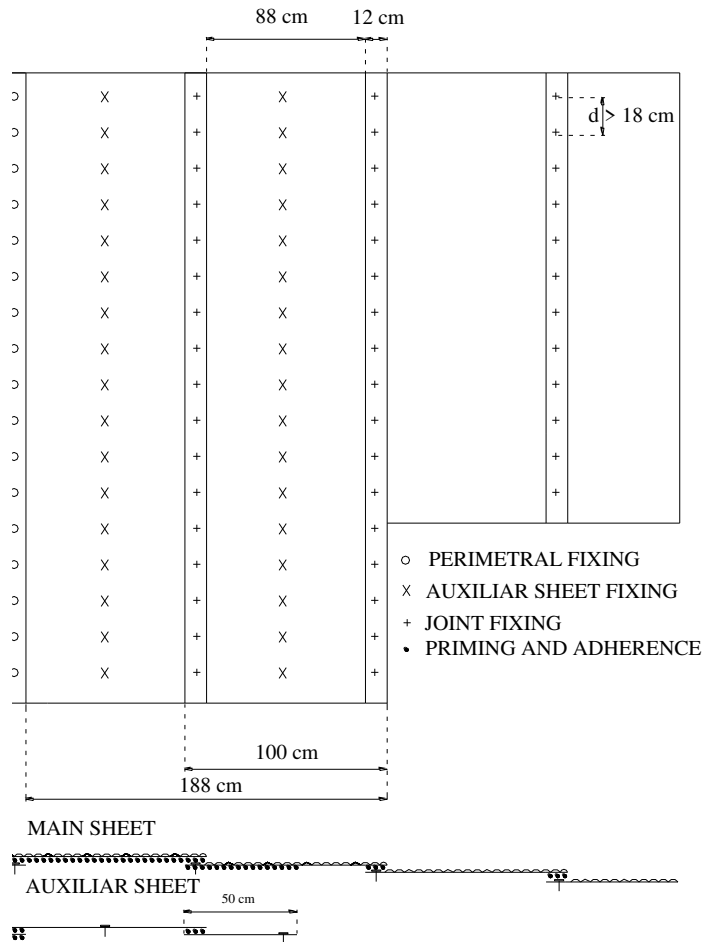 88 cm
12 cm
d > 18 cm
○ PERIMETRAL FIXING
X AUXILIAR SHEET FIXING
+ JOINT FIXING
• PRIMING AND ADHERENCE
100 cm
188 cm
MAIN SHEET
AUXILIAR SHEET
50 cm